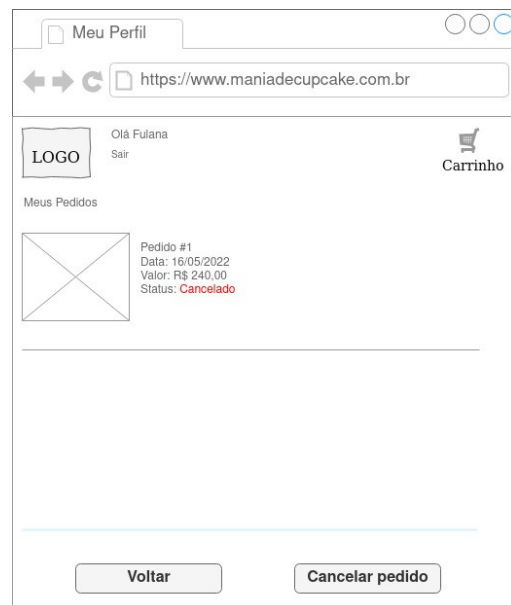 Meu Perfil
https://www.maniadecupcake.com.br
LOGO
Olá Fulana
Sair
Carrinho
Meus Pedidos
Pedido #1
Data: 16/05/2022
Valor: R$ 240,00
Status: Cancelado
Voltar
Cancelar pedido